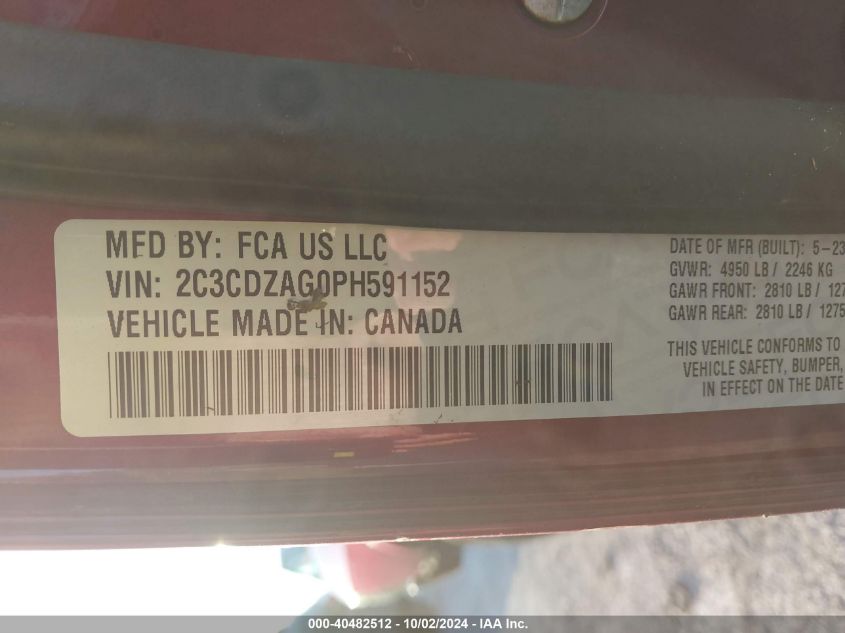 MFD BY: FCA US LLC
VIN: 2C3CDZAG0PH591152
VEHICLE MADE IN: CANADA
DATE OF MFR (BUILT): 5-23
GVWR: 4950 LB / 2246 KG
GAWR FRONT: 2810 LB / 127
GAWR REAR: 2810 LB / 1275
THIS VEHICLE CONFORMS TO
VEHICLE SAFETY, BUMPER,
IN EFFECT ON THE DATE
000-40482512 - 10/02/2024 - IAA Inc.